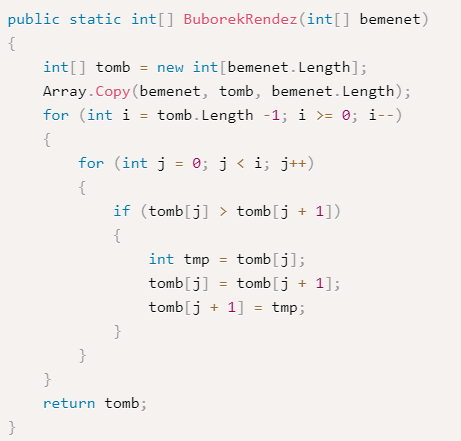 public static int[] BuborekRendez(int[] bemenet)
{
    int[] tomb = new int[bemenet.Length];
    Array.Copy(bemenet, tomb, bemenet.Length);
    for (int i = tomb.Length -1; i >= 0; i--)
    {
        for (int j = 0; j < i; j++)
        {
            if (tomb[j] > tomb[j + 1])
            {
                int tmp = tomb[j];
                tomb[j] = tomb[j + 1];
                tomb[j + 1] = tmp;
            }
        }
    }
    return tomb;
}